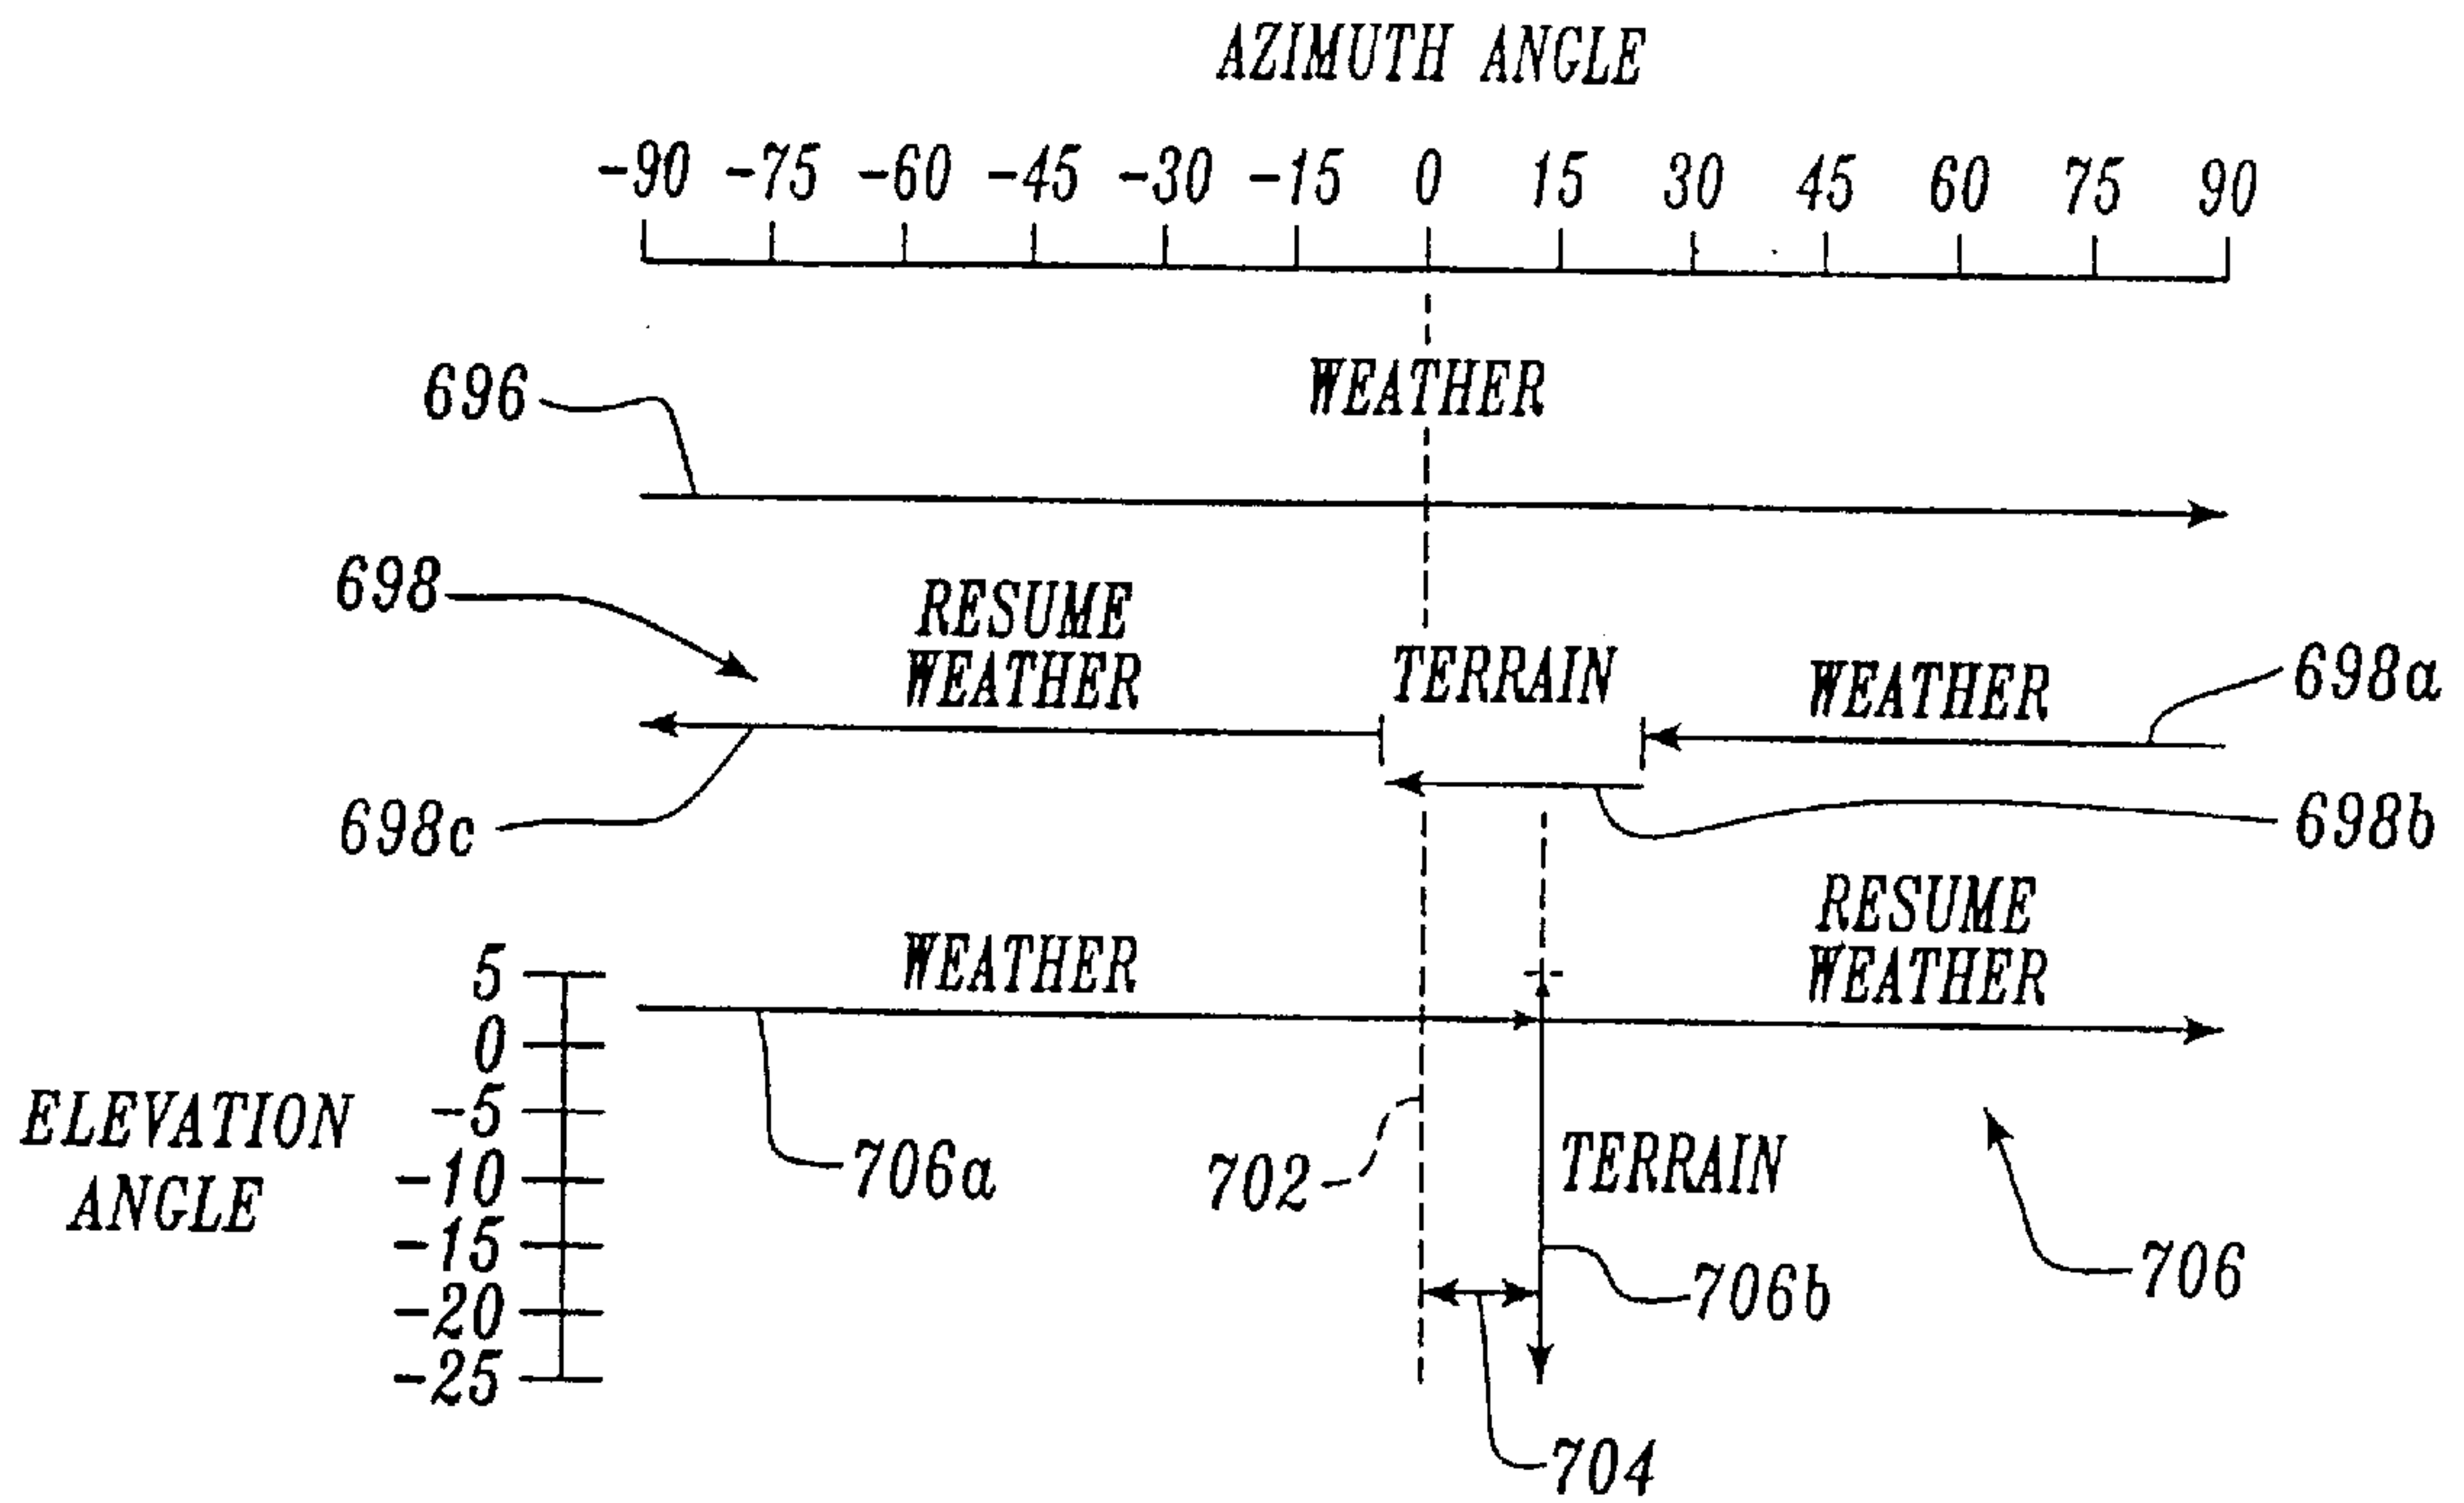 AZIMUTH ANGLE
-90 -75 -60 -45 -30 -15 0 15 30 45 60 75 90
696
WEATHER
698
RESUME
WEATHER
TERRAIN
WEATHER
698a
698c
698b
WEATHER
RESUME
WEATHER
5
0
-5
-10
-15
-20
-25
ELEVATION
ANGLE
706a
702
TERRAIN
706b
706
704